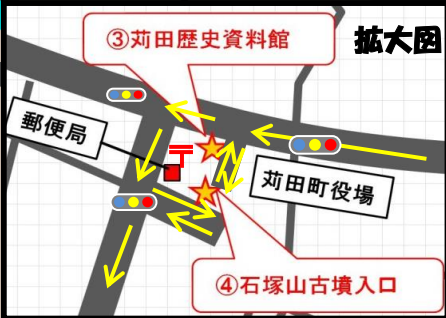 ③苅田歴史資料館
拡大図
郵便局
〒
苅田町役場
④石塚山古墳入口